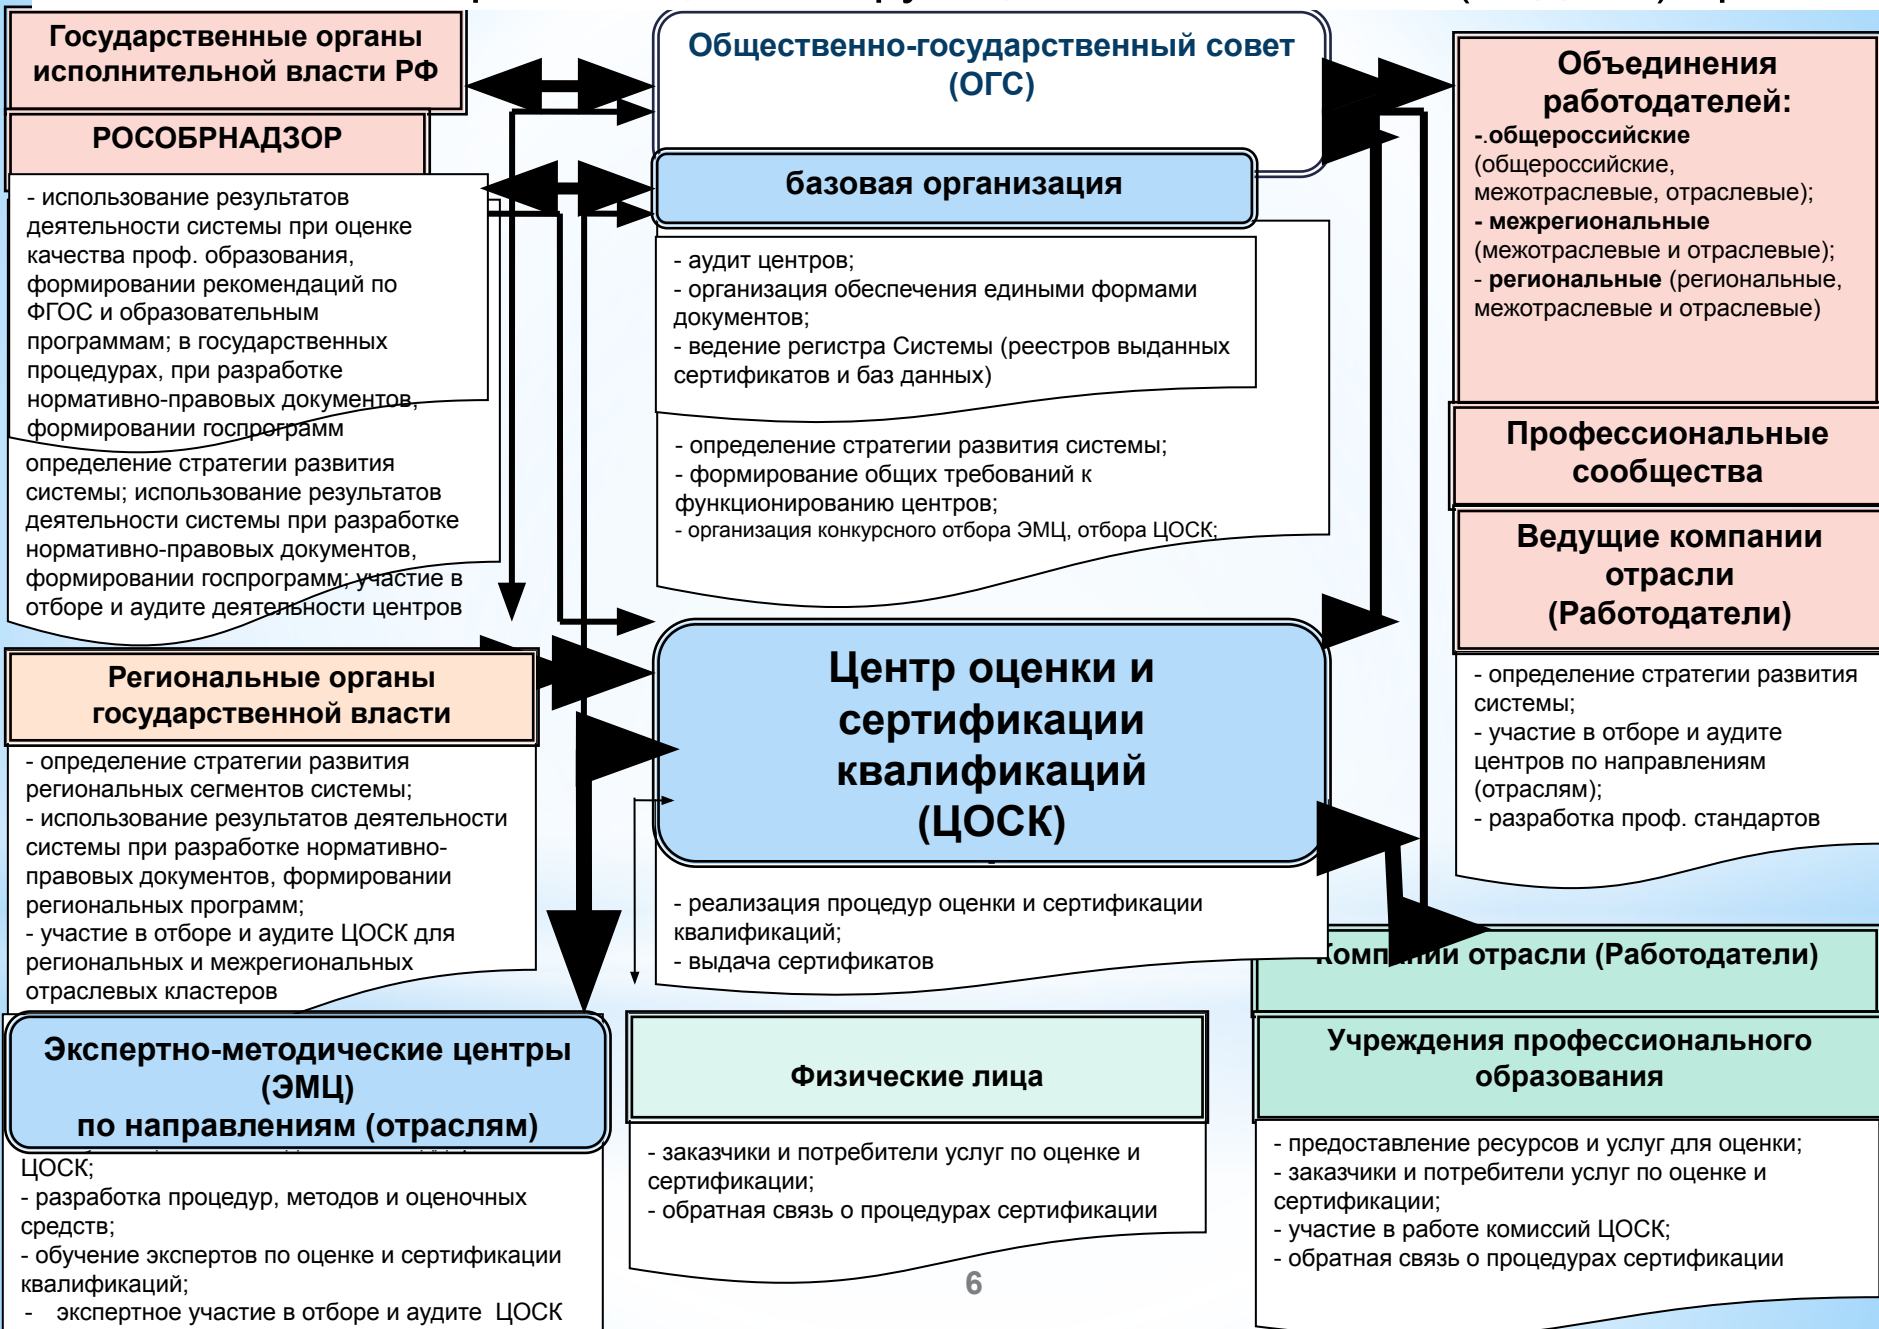 Государственные органы
исполнительной власти РФ
РОСОБРНАДЗОР
- использование результатов
деятельности системы при оценке
качества проф. образования,
формировании рекомендаций по
ФГОС и образовательным
программам; в государственных
процедурах, при разработке
нормативно-правовых документов,
формировании госпрограмм
определение стратегии развития
системы; использование результатов
деятельности системы при разработке
нормативно-правовых документов,
формировании госпрограмм; участие в
отборе и аудите деятельности центров
Региональные органы
государственной власти
- определение стратегии развития
региональных сегментов системы;
- использование результатов деятельности
системы при разработке нормативно-
правовых документов, формировании
региональных программ;
- участие в отборе и аудите ЦОСК для
региональных и межрегиональных
отраслевых кластеров
Экспертно-методические центры
(ЭМЦ)
по направлениям (отраслям)
ЦОСК;
- разработка процедур, методов и оценочных
средств;
- обучение экспертов по оценке и сертификации
квалификаций;
- экспертное участие в отборе и аудите ЦОСК
Общественно-государственный совет
(ОГС)
базовая организация
- аудит центров;
- организация обеспечения едиными формами
документов;
- ведение регистра Системы (реестров выданных
сертификатов и баз данных)
- определение стратегии развития системы;
- формирование общих требований к
функционированию центров;
- организация конкурсного отбора ЭМЦ, отбора ЦОСК;
Центр оценки и
сертификации
квалификаций
(ЦОСК)
- реализация процедур оценки и сертификации
квалификаций;
- выдача сертификатов
Физические лица
- заказчики и потребители услуг по оценке и
сертификации;
- обратная связь о процедурах сертификации
6
Объединения
работодателей:
-.общероссийские
(общероссийские,
межотраслевые, отраслевые);
- межрегиональные
(межотраслевые и отраслевые);
- региональные (региональные,
межотраслевые и отраслевые)
Профессиональные
сообщества
Ведущие компании
отрасли
(Работодатели)
- определение стратегии развития
системы;
- участие в отборе и аудите
центров по направлениям
(отраслям);
- разработка проф. стандартов
Компании отрасли (Работодатели)
Учреждения профессионального
образования
- предоставление ресурсов и услуг для оценки;
- заказчики и потребители услуг по оценке и
сертификации;
- участие в работе комиссий ЦОСК;
- обратная связь о процедурах сертификации